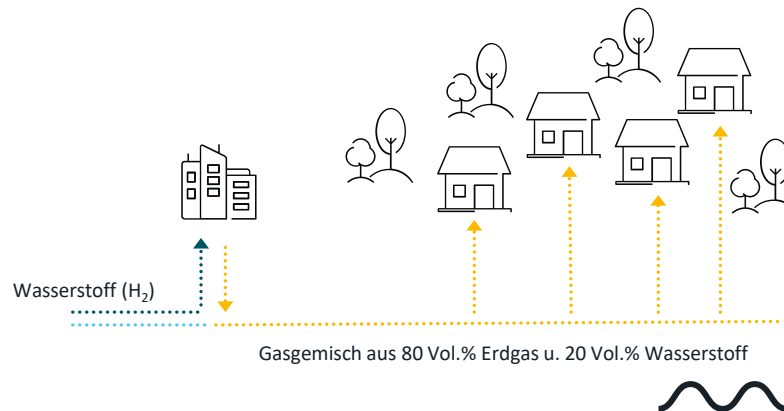 Wasserstoff (H₂)
Gasgemisch aus 80 Vol.% Erdgas u. 20 Vol.% Wasserstoff